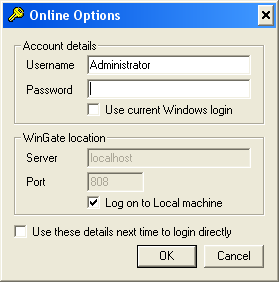 Online Options
Account details
Username Administrator
Password
Use current Windows login
WinGate location
Server localhost
Port 808
Log on to Local machine
Use these details next time to login directly
OK Cancel